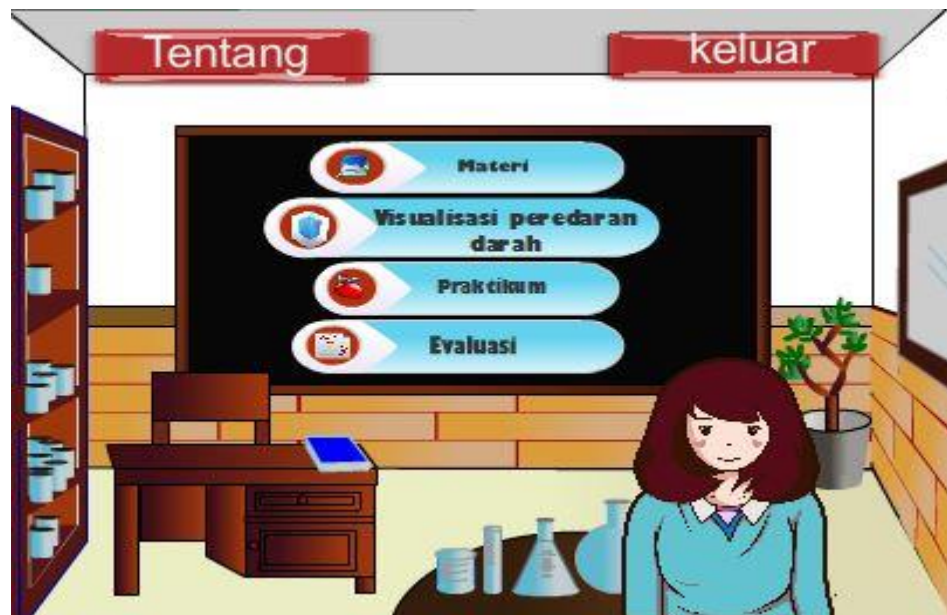 Tentang
keluar
Materi
Visualisasi peredaran
darah
Praktikum
Evaluasi